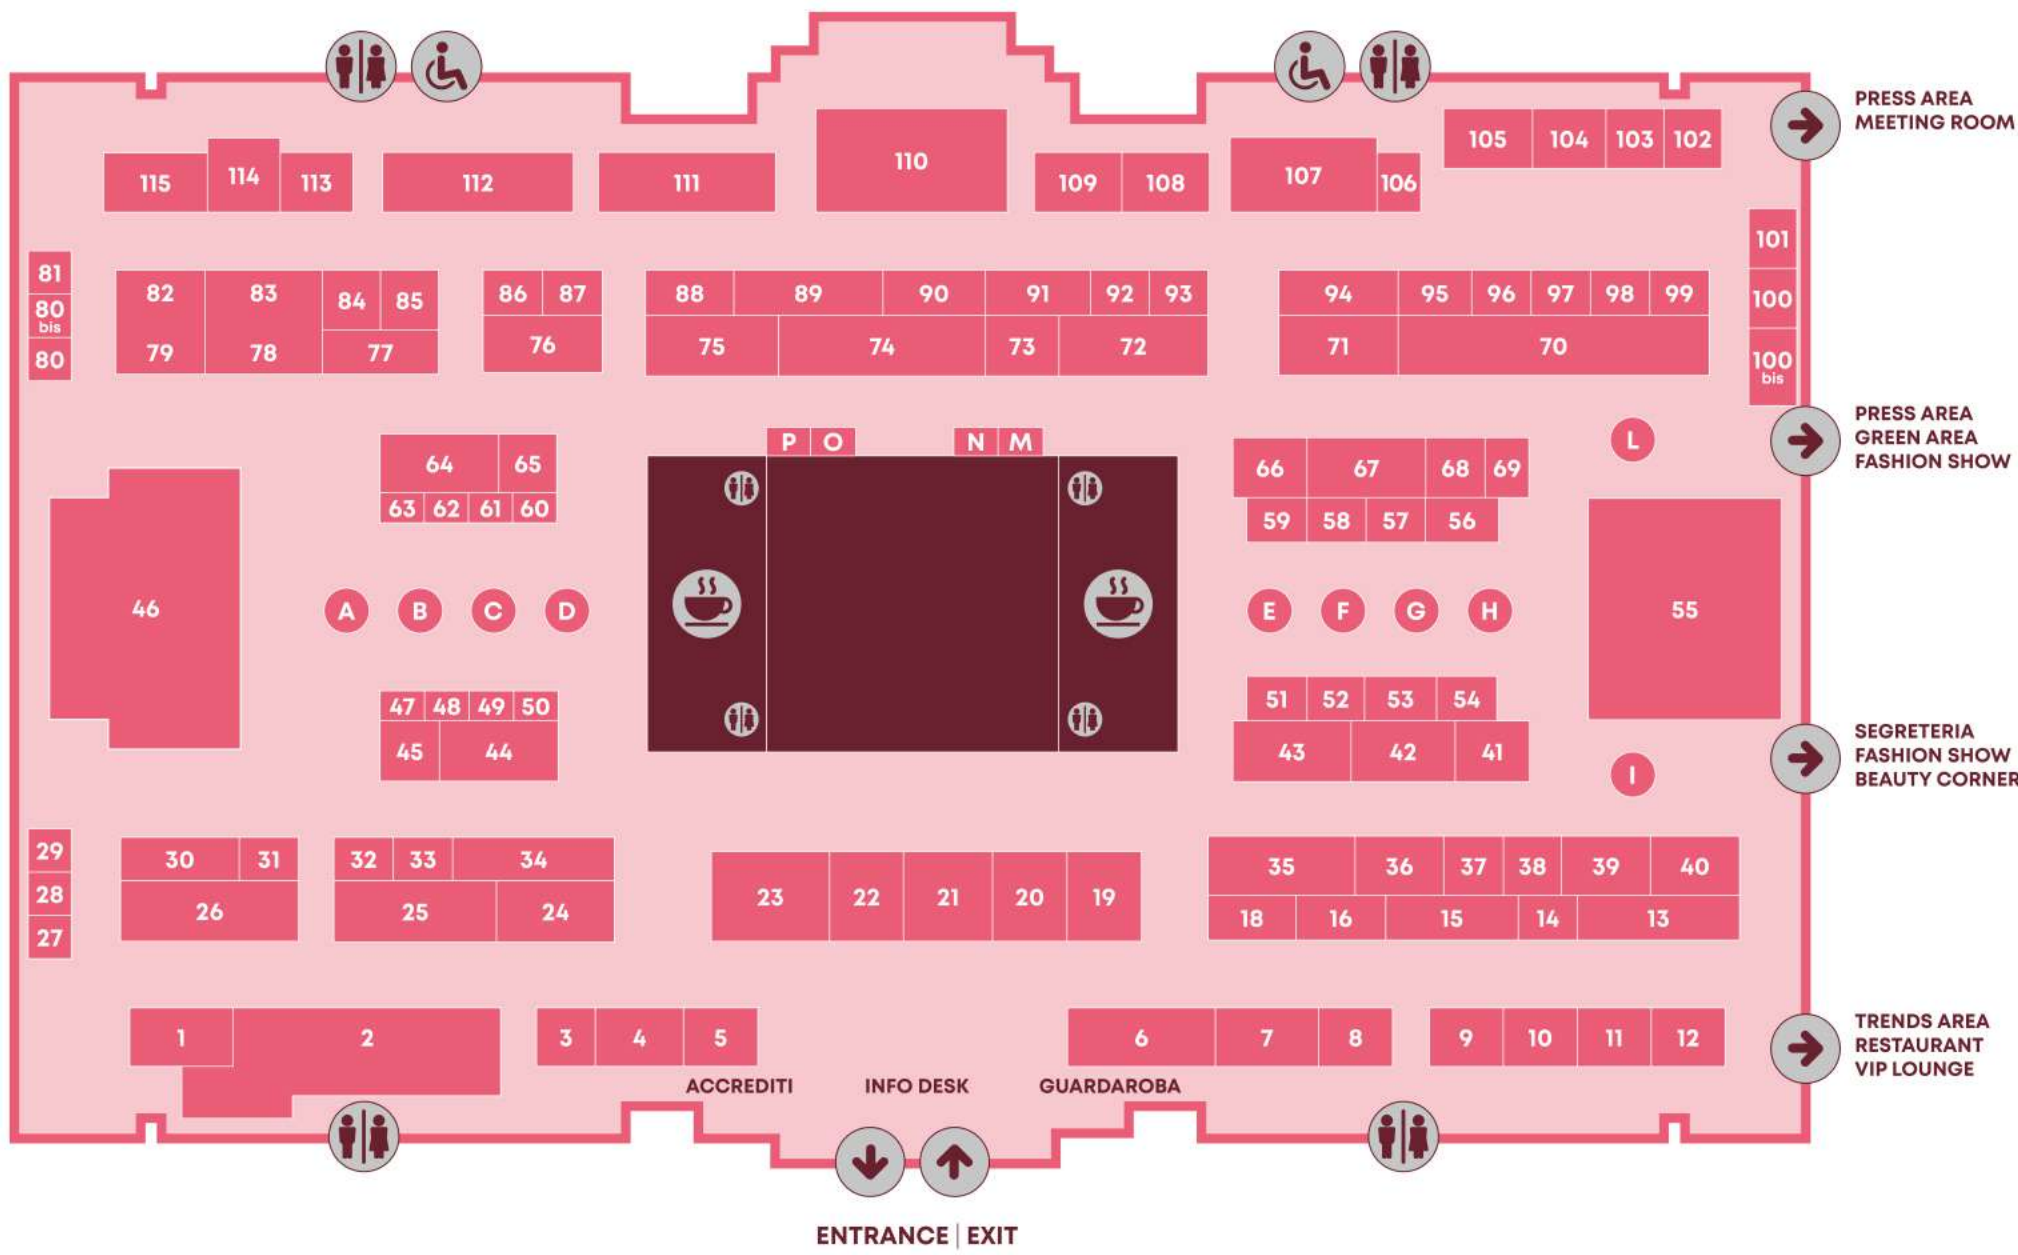 PRESS AREA
MEETING ROOM
105 104 103 102
110
115 114 113 112 111 109 108 107 106
101
81
82 83 84 85 86 87 88 89 90 91 92 93 94 95 96 97 98 99 100
80
bis
80 79 78 77 76 75 74 73 72 71 70 100
bis
PRESS AREA
GREEN AREA
FASHION SHOW
P O N M L
64 65 66 67 68 69
63 62 61 60 59 58 57 56
46 A B C D E F G H 55
47 48 49 50 51 52 53 54
45 44 43 42 41
I
SEGRETERIA
FASHION SHOW
BEAUTY CORNER
29 30 31 32 33 34 35 36 37 38 39 40
28
26 25 24 23 22 21 20 19 18 16 15 14 13
27
1 2 3 4 5 6 7 8 9 10 11 12
TRENDS AREA
RESTAURANT
VIP LOUNGE
ACCREDITI INFO DESK GUARDAROBA
ENTRANCE | EXIT